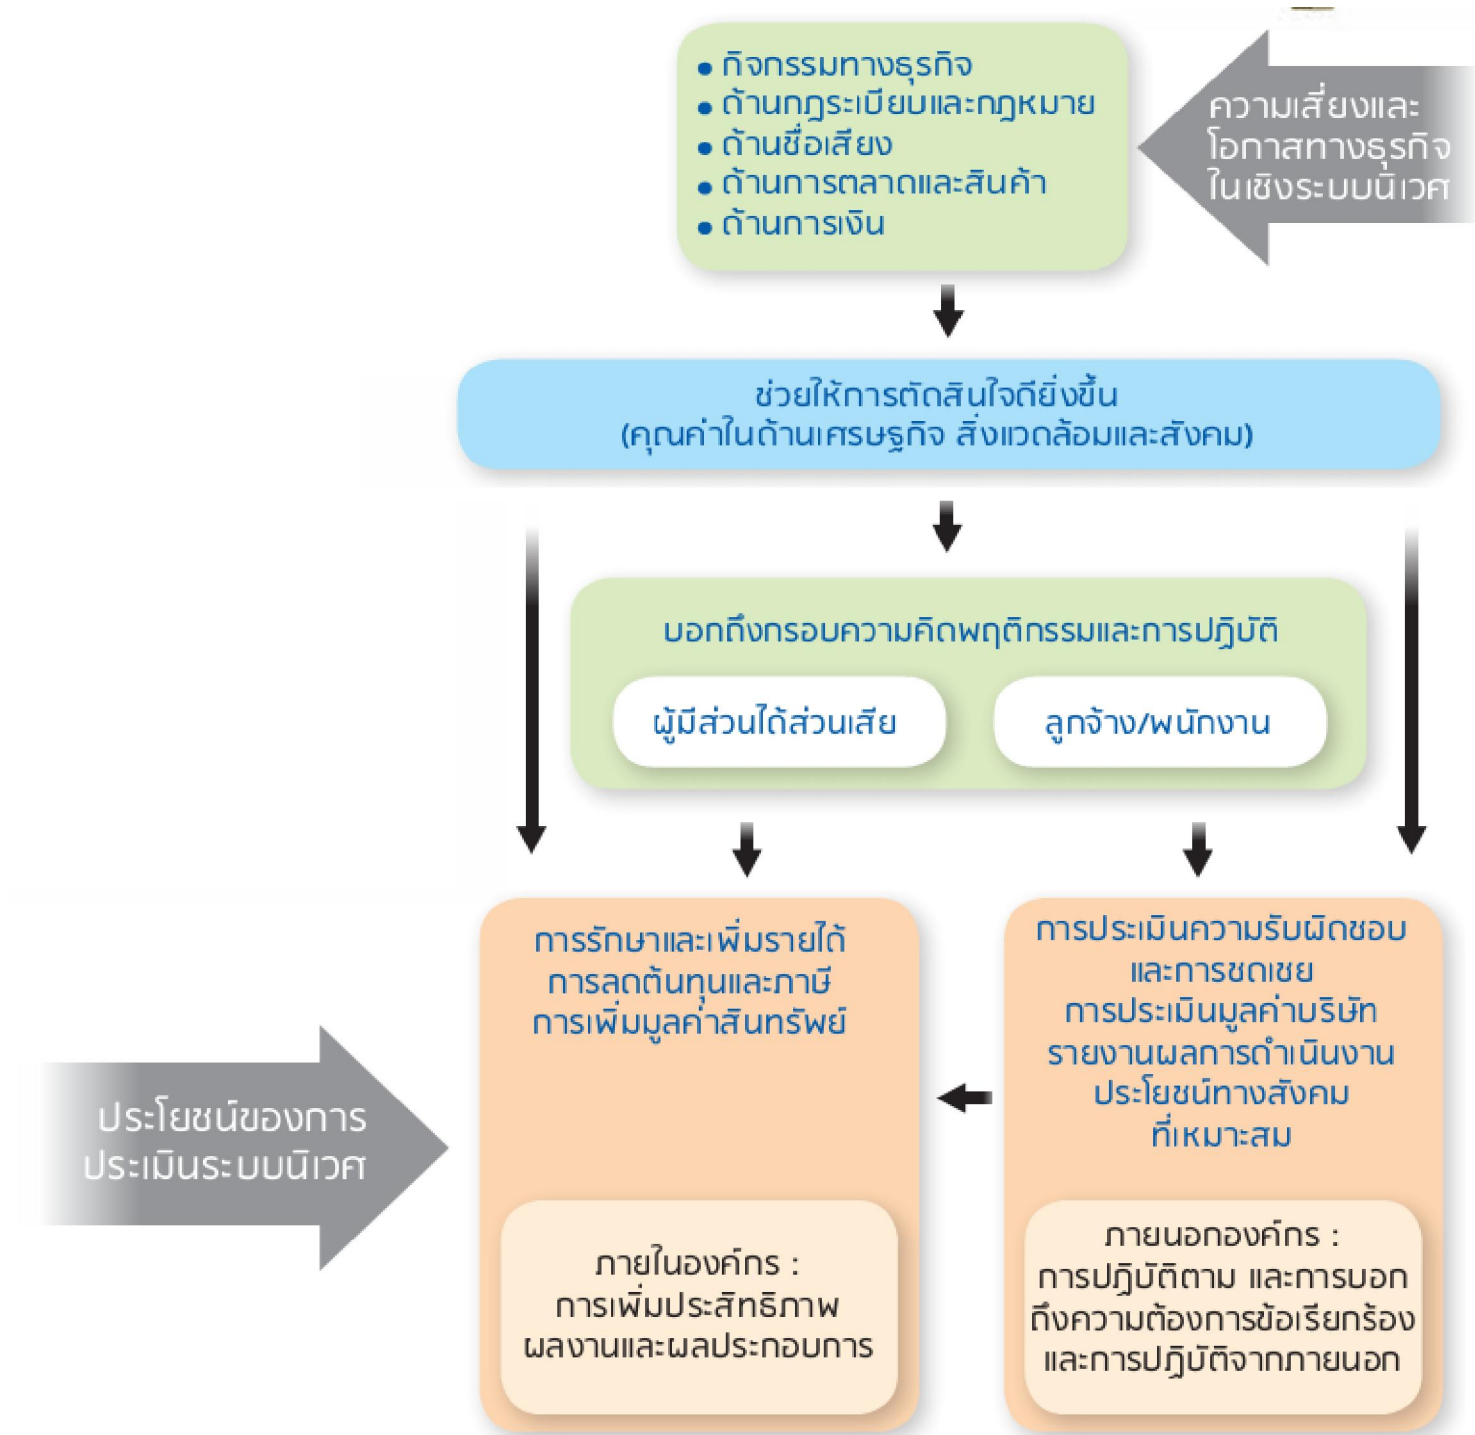 • กิจกรรมทางธุรกิจ
• ด้านกฎระเบียบและกฎหมาย
• ด้านชื่อเสียง
• ด้านการตลาดและสินค้า
• ด้านการเงิน
ความเสี่ยงและ
โอกาสทางธุรกิจ
ในเชิงระบบนิเวศ
ช่วยให้การตัดสินใจดียิ่งขึ้น
(คุณค่าในด้านเศรษฐกิจ สิ่งแวดล้อมและสังคม)
บอกถึงกรอบความคิดพฤติกรรมและการปฏิบัติ
ผู้มีส่วนได้ส่วนเสีย
ลูกจ้าง/พนักงาน
การรักษาและเพิ่มรายได้
การลดต้นทุนและภาษี
การเพิ่มมูลค่าสินทรัพย์
การประเมินความรับผิดชอบ
และการชดเชย
การประเมินมูลค่าบริษัท
รายงานผลการดำเนินงาน
ประโยชน์ทางสังคม
ที่เหมาะสม
ประโยชน์ของการ
ประเมินระบบนิเวศ
ภายในองค์กร :
การเพิ่มประสิทธิภาพ
ผลงานและผลประกอบการ
ภายนอกองค์กร :
การปฏิบัติตาม และการบอก
ถึงความต้องการข้อเรียกร้อง
และการปฏิบัติจากภายนอก